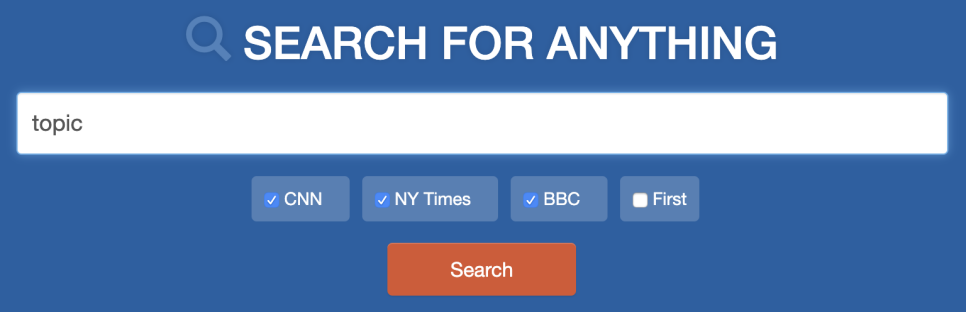 SEARCH FOR ANYTHING
topic
CNN NY Times BBC First
Search